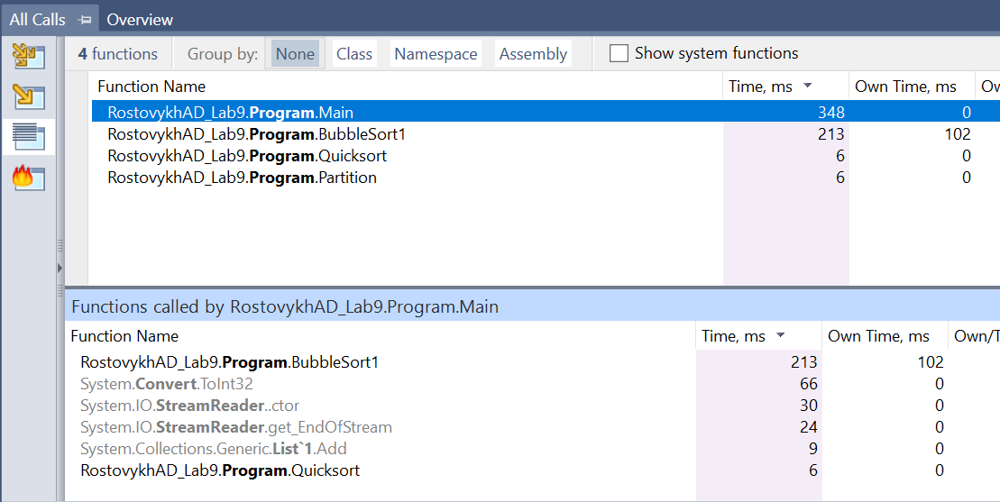 All Calls Overview
4 functions Group by: None Class Namespace Assembly Show system functions
Function Name Time, ms Own Time, ms Ow
RostovykhAD_Lab9.Program.Main 348 0
RostovykhAD_Lab9.Program.BubbleSort1 213 102
RostovykhAD_Lab9.Program.Quicksort 6 0
RostovykhAD_Lab9.Program.Partition 6 0
Functions called by RostovykhAD_Lab9.Program.Main
Function Name Time, ms Own Time, ms Own/T
RostovykhAD_Lab9.Program.BubbleSort1 213 102
System.Convert.ToInt32 66 0
System.IO.StreamReader..ctor 30 0
System.IO.StreamReader.get_EndOfStream 24 0
System.Collections.Generic.List`1.Add 9 0
RostovykhAD_Lab9.Program.Quicksort 6 0